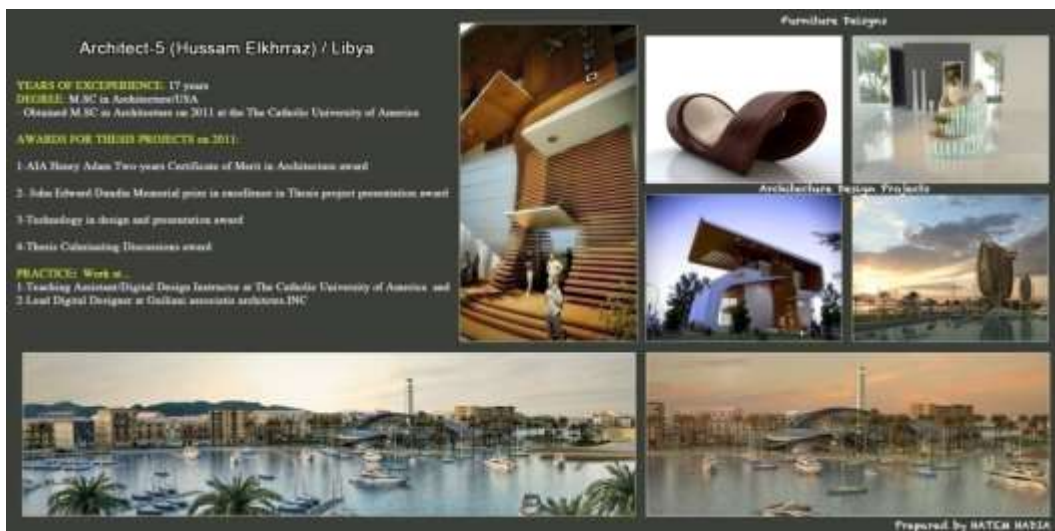 Architect-5 (Hussam Elkhrraz) / Libya
YEARS OF EXCEPERIENCE: 17 years
DEGREE: M.SC in Architecture/USA
Obtained M.SC in Architecture on 2011 at the The Catholic University of America
AWARDS FOR THESIS PROJECTS on 2011:
1-AIA Henry Adam Two years Certificate of Merit in Architecture award
2- John Edward Dundin Memorial prize in excellence in Thesis project presentation award
3-Technology in design and presentation award
4-Thesis Culminating Discussions award
PRACTICE: Work at...
1.Teaching Assistant/Digital Design Instructor at The Catholic University of America and
2.Lead Digital Designer at associatis architects.INC
Furniture Designs
Architecture Design Projects
Prepared by HATEM HADIA